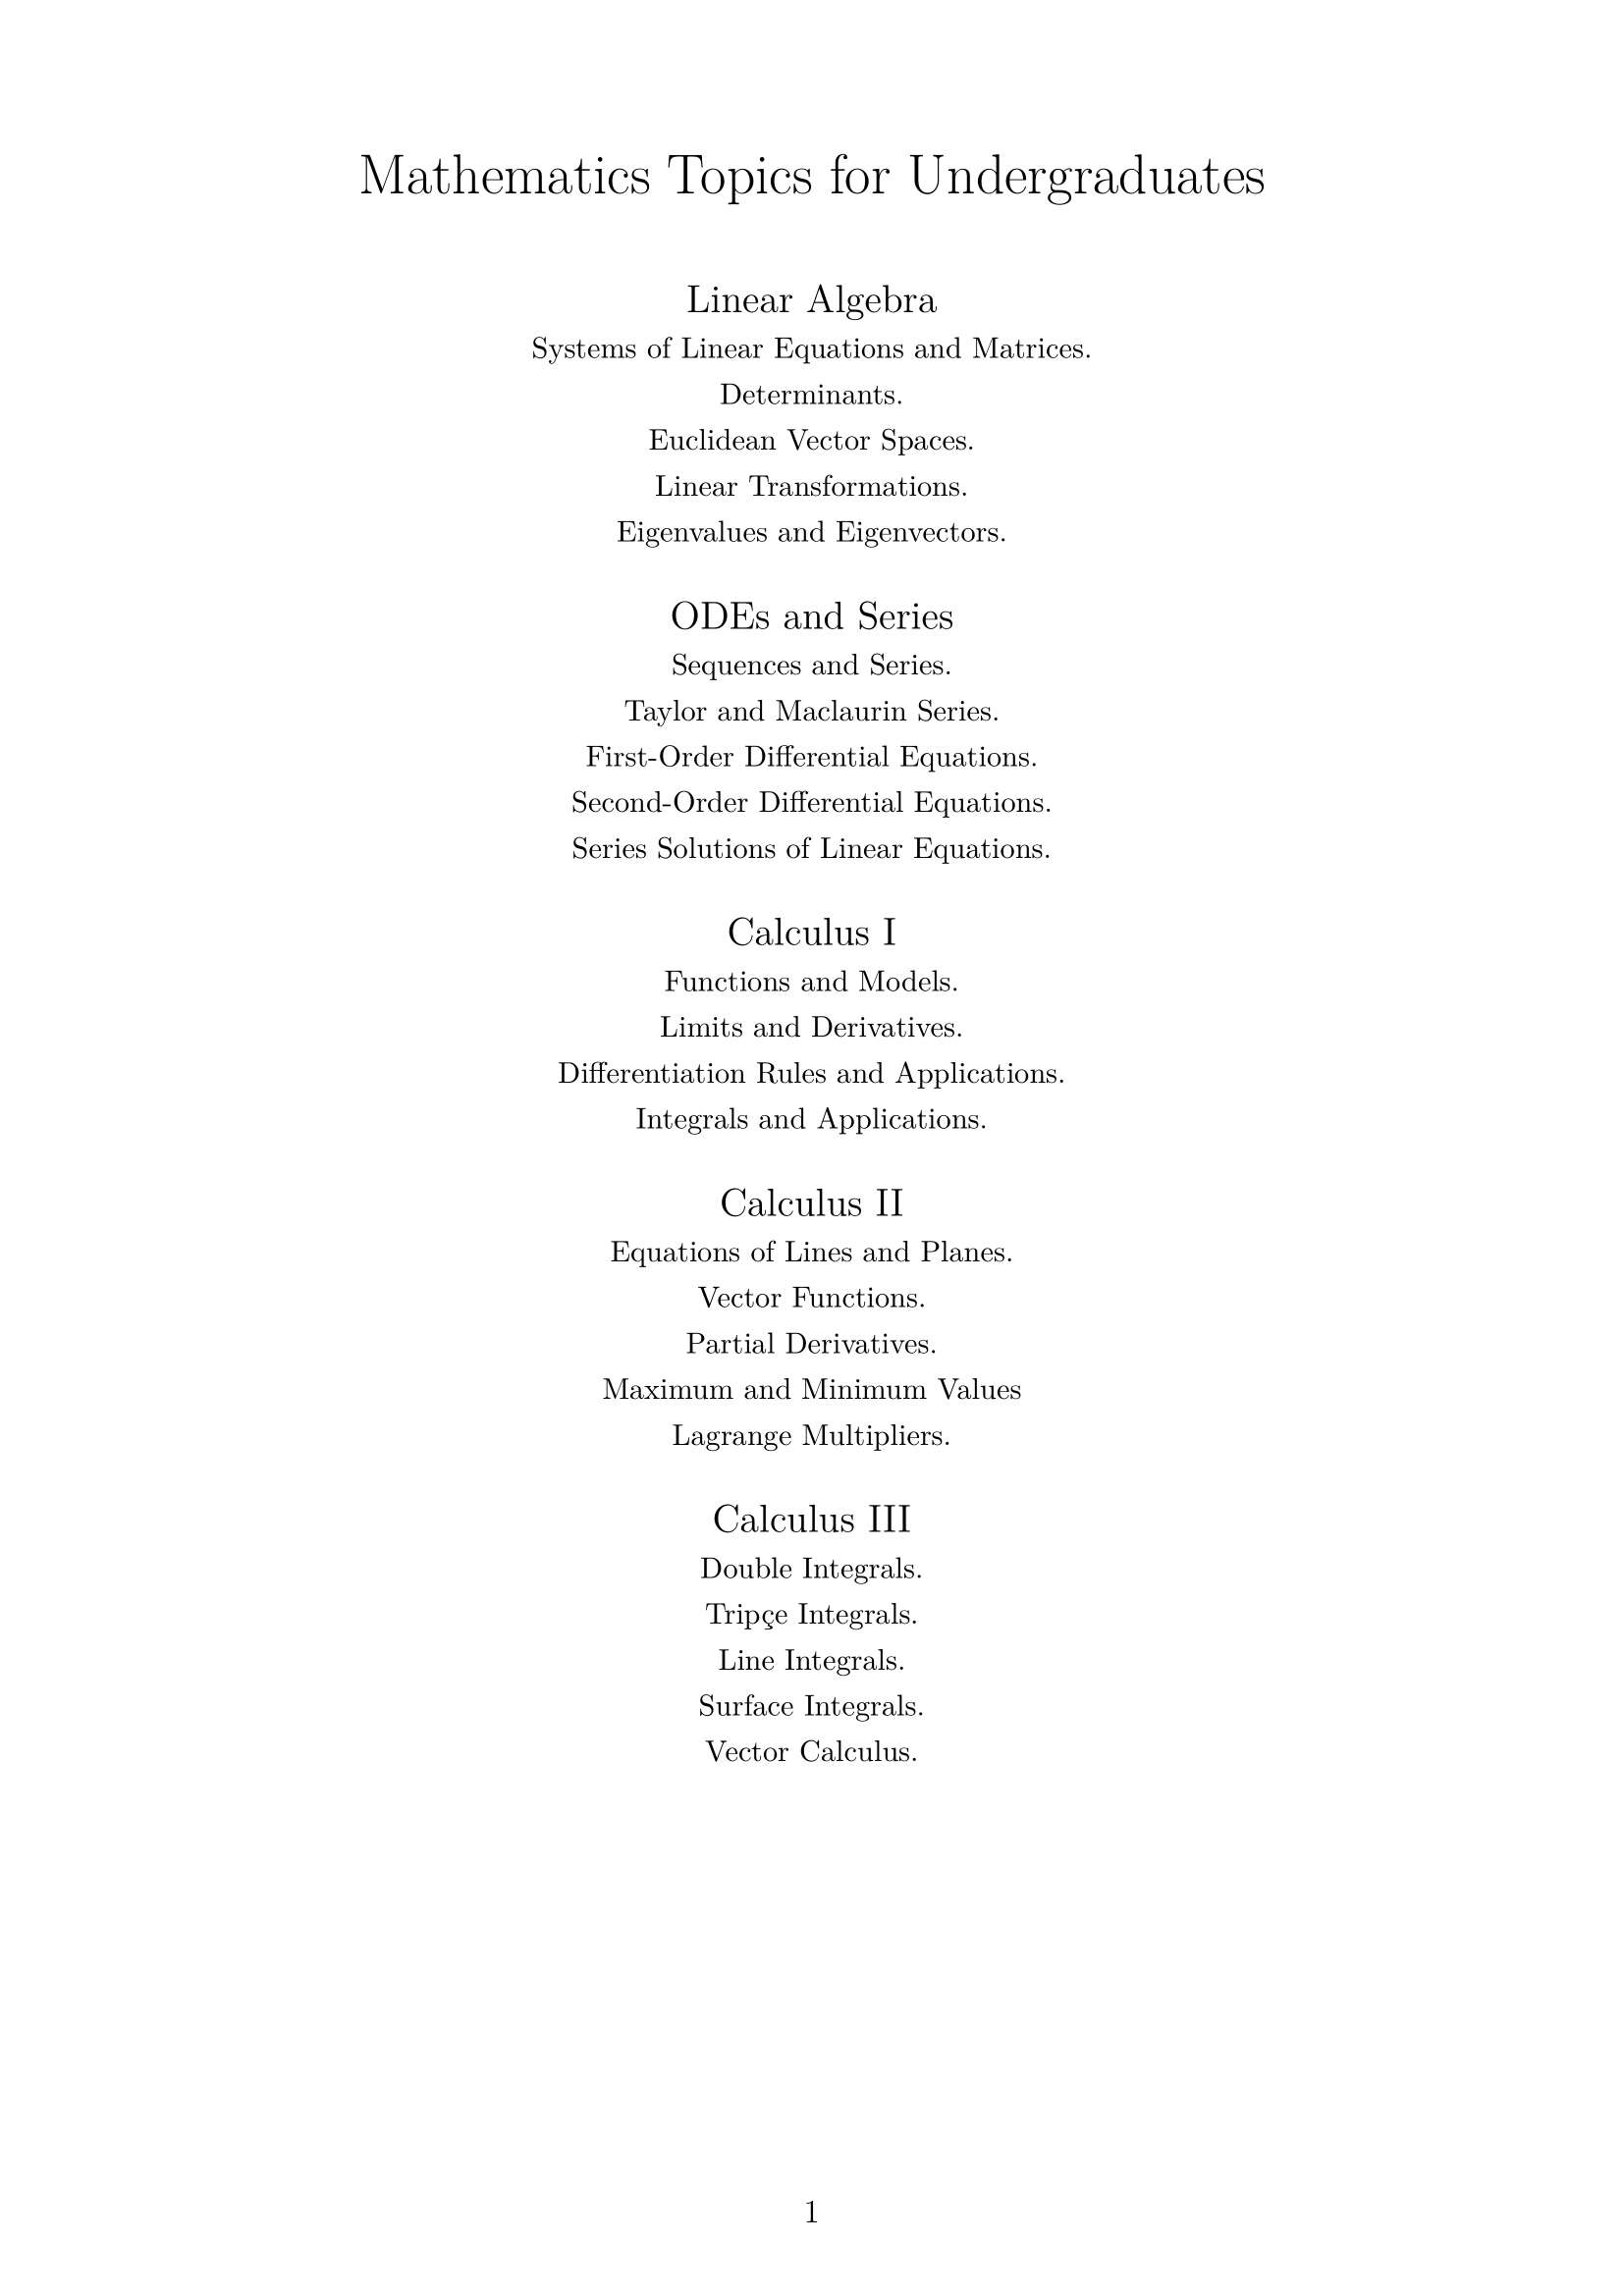 Mathematics Topics for Undergraduates
Linear Algebra
Systems of Linear Equations and Matrices.
Determinants.
Euclidean Vector Spaces.
Linear Transformations.
Eigenvalues and Eigenvectors.
ODEs and Series
Sequences and Series.
Taylor and Maclaurin Series.
First-Order Differential Equations.
Second-Order Differential Equations.
Series Solutions of Linear Equations.
Calculus I
Functions and Models.
Limits and Derivatives.
Differentiation Rules and Applications.
Integrals and Applications.
Calculus II
Equations of Lines and Planes.
Vector Functions.
Partial Derivatives.
Maximum and Minimum Values
Lagrange Multipliers.
Calculus III
Double Integrals.
Tripçe Integrals.
Line Integrals.
Surface Integrals.
Vector Calculus.
1